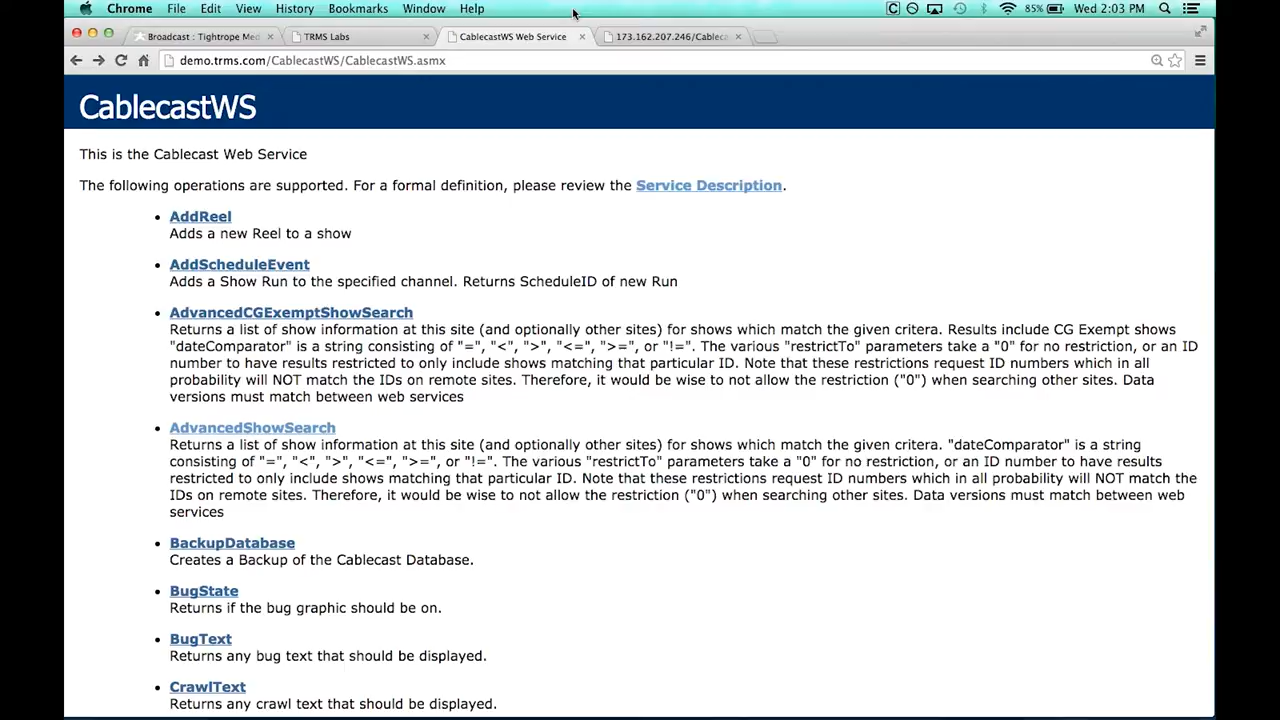 Chrome File Edit View History Bookmarks Window Help 85% Wed 2:03 PM
Broadcast : Tightrope Med TRMS Labs CablecastWS Web Service 173.162.207.246/Cableca
demo.trms.com/CablecastWS/CablecastWS.asmx
CablecastWS
This is the Cablecast Web Service
The following operations are supported. For a formal definition, please review the Service Description.
• AddReel
Adds a new Reel to a show
• AddScheduleEvent
Adds a Show Run to the specified channel. Returns ScheduleID of new Run
• AdvancedCGExemptShowSearch
Returns a list of show information at this site (and optionally other sites) for shows which match the given critera. Results include CG Exempt shows
"dateComparator" is a string consisting of "=", "<", ">", "<=", ">=", or "!=". The various "restrictTo" parameters take a "0" for no restriction, or an ID
number to have results restricted to only include shows matching that particular ID. Note that these restrictions request ID numbers which in all
probability will NOT match the IDs on remote sites. Therefore, it would be wise to not allow the restriction ("0") when searching other sites. Data
versions must match between web services
• AdvancedShowSearch
Returns a list of show information at this site (and optionally other sites) for shows which match the given critera. "dateComparator" is a string
consisting of "=", "<", ">", "<=", ">=", or "!=". The various "restrictTo" parameters take a "0" for no restriction, or an ID number to have results
restricted to only include shows matching that particular ID. Note that these restrictions request ID numbers which in all probability will NOT match the
IDs on remote sites. Therefore, it would be wise to not allow the restriction ("0") when searching other sites. Data versions must match between web
services
• BackupDatabase
Creates a Backup of the Cablecast Database.
• BugState
Returns if the bug graphic should be on.
• BugText
Returns any bug text that should be displayed.
• CrawlText
Returns any crawl text that should be displayed.